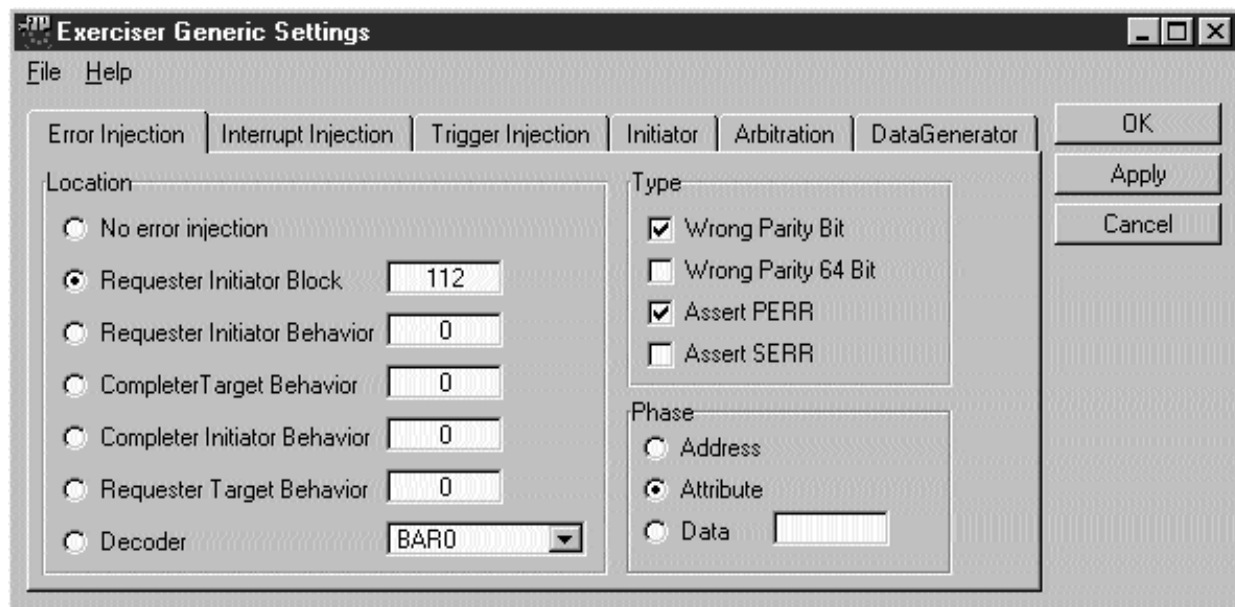 Exerciser Generic Settings
File Help
Error Injection Interrupt Injection Trigger Injection Initiator Arbitration DataGenerator
OK
Apply
Cancel
Location
No error injection
Requester Initiator Block 112
Requester Initiator Behavior 0
CompleterTarget Behavior 0
Completer Initiator Behavior 0
Requester Target Behavior 0
Decoder BAR0
Type
Wrong Parity Bit
Wrong Parity 64 Bit
Assert PERR
Assert SERR
Phase
Address
Attribute
Data